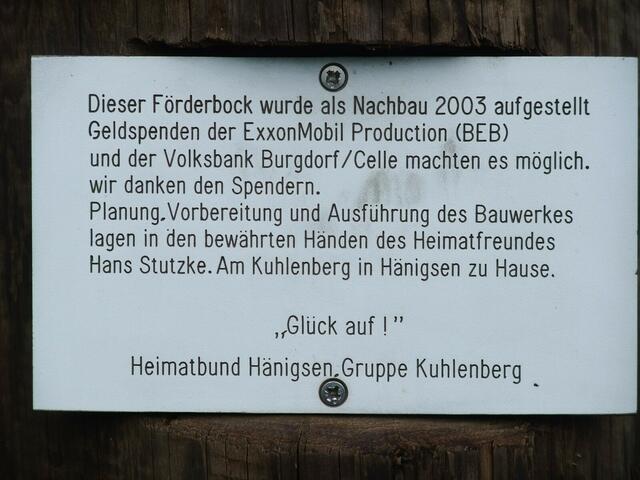 Dieser Förderbock wurde als Nachbau 2003 aufgestellt
Geldspenden der ExxonMobil Production (BEB)
und der Volksbank Burgdorf/Celle machten es möglich.
wir danken den Spendern.
Planung,Vorbereitung und Ausführung des Bauwerkes
lagen in den bewährten Händen des Heimatfreundes
Hans Stutzke. Am Kuhlenberg in Hänigsen zu Hause.
„Glück auf !”
Heimatbund Hänigsen,Gruppe Kuhlenberg